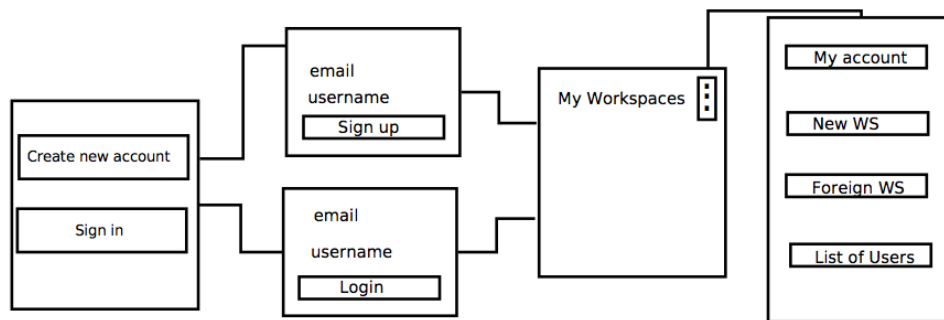 Create new account
Sign in
email
username
Sign up
email
username
Login
My Workspaces
My account
New WS
Foreign WS
List of Users